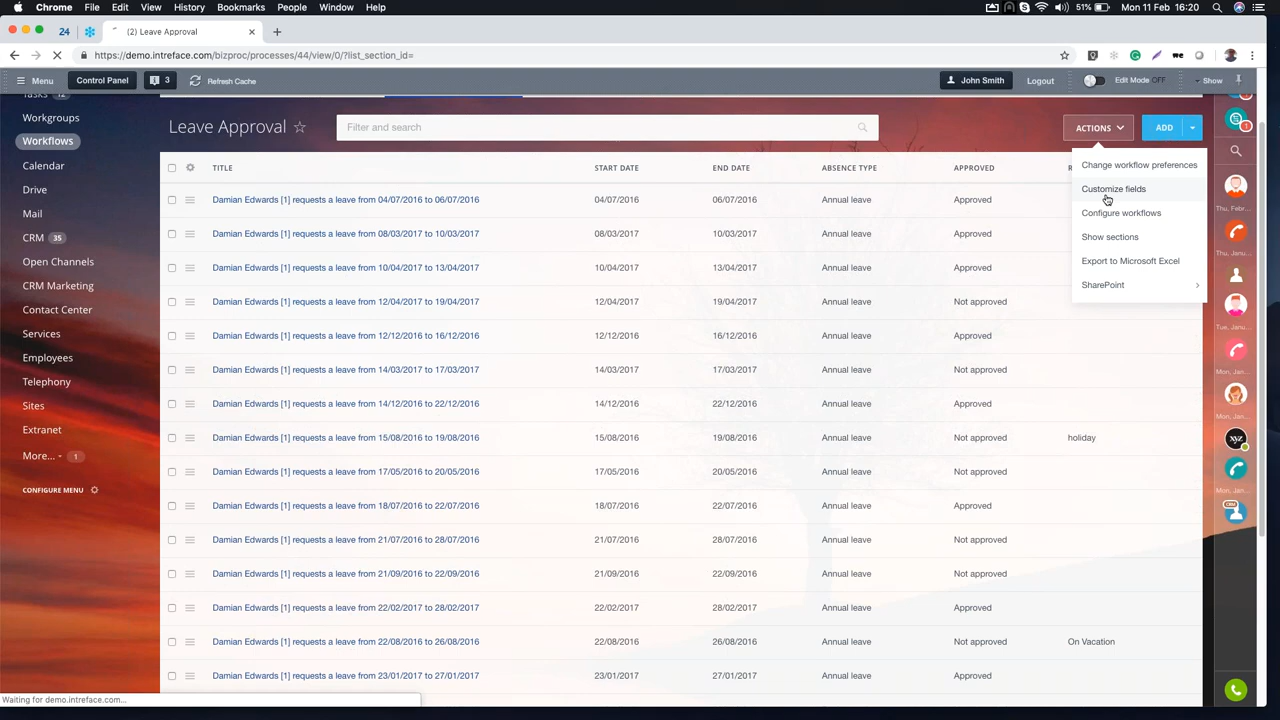 Chrome File Edit View History Bookmarks People Window Help 51% Mon 11 Feb 16:20
24 (2) Leave Approval
https://demo.intreface.com/bizproc/processes/44/view/0/?list_section_id=
Menu Control Panel 3 Refresh Cache John Smith Logout Edit Mode OFF Show
Tasks 12
Workgroups
Workflows
Calendar
Drive
Mail
CRM 35
Open Channels
CRM Marketing
Contact Center
Services
Employees
Telephony
Sites
Extranet
More... 1
CONFIGURE MENU
Leave Approval Filter and search ACTIONS ADD
Change workflow preferences
Customize fields
Configure workflows
Show sections
Export to Microsoft Excel
SharePoint
TITLE START DATE END DATE ABSENCE TYPE APPROVED
Damian Edwards [1] requests a leave from 04/07/2016 to 06/07/2016 04/07/2016 06/07/2016 Annual leave Approved
Damian Edwards [1] requests a leave from 08/03/2016 to 10/03/2016 08/03/2016 10/03/2016 Annual leave Approved
Damian Edwards [1] requests a leave from 10/04/2016 to 13/04/2016 10/04/2016 13/04/2016 Annual leave Approved
Damian Edwards [1] requests a leave from 12/04/2016 to 19/04/2016 12/04/2016 19/04/2016 Annual leave Not approved
Damian Edwards [1] requests a leave from 12/12/2016 to 16/12/2016 12/12/2016 16/12/2016 Annual leave Approved
Damian Edwards [1] requests a leave from 14/03/2017 to 17/03/2017 14/03/2017 17/03/2017 Annual leave Not approved
Damian Edwards [1] requests a leave from 14/12/2016 to 22/12/2016 14/12/2016 22/12/2016 Annual leave Approved
Damian Edwards [1] requests a leave from 15/08/2016 to 19/08/2016 15/08/2016 19/08/2016 Annual leave Not approved holiday
Damian Edwards [1] requests a leave from 17/05/2016 to 20/05/2016 17/05/2016 20/05/2016 Annual leave Not approved
Damian Edwards [1] requests a leave from 18/07/2016 to 22/07/2016 18/07/2016 22/07/2016 Annual leave Approved
Damian Edwards [1] requests a leave from 21/07/2016 to 28/07/2016 21/07/2016 28/07/2016 Annual leave Not approved
Damian Edwards [1] requests a leave from 21/09/2016 to 22/09/2016 21/09/2016 22/09/2016 Annual leave Not approved
Damian Edwards [1] requests a leave from 22/02/2017 to 28/02/2017 22/02/2017 28/02/2017 Annual leave Approved
Damian Edwards [1] requests a leave from 22/08/2016 to 26/08/2016 22/08/2016 26/08/2016 Annual leave Not approved On Vacation
Damian Edwards [1] requests a leave from 23/01/2017 to 27/01/2017 23/01/2017 27/01/2017 Annual leave Approved
Thu, Febr...
Thu, Janu...
Tue, Janu...
Mon, Jan...
Mon, Jan...
xyz
Mon, Jan...
CRM
Waiting for demo.intreface.com...